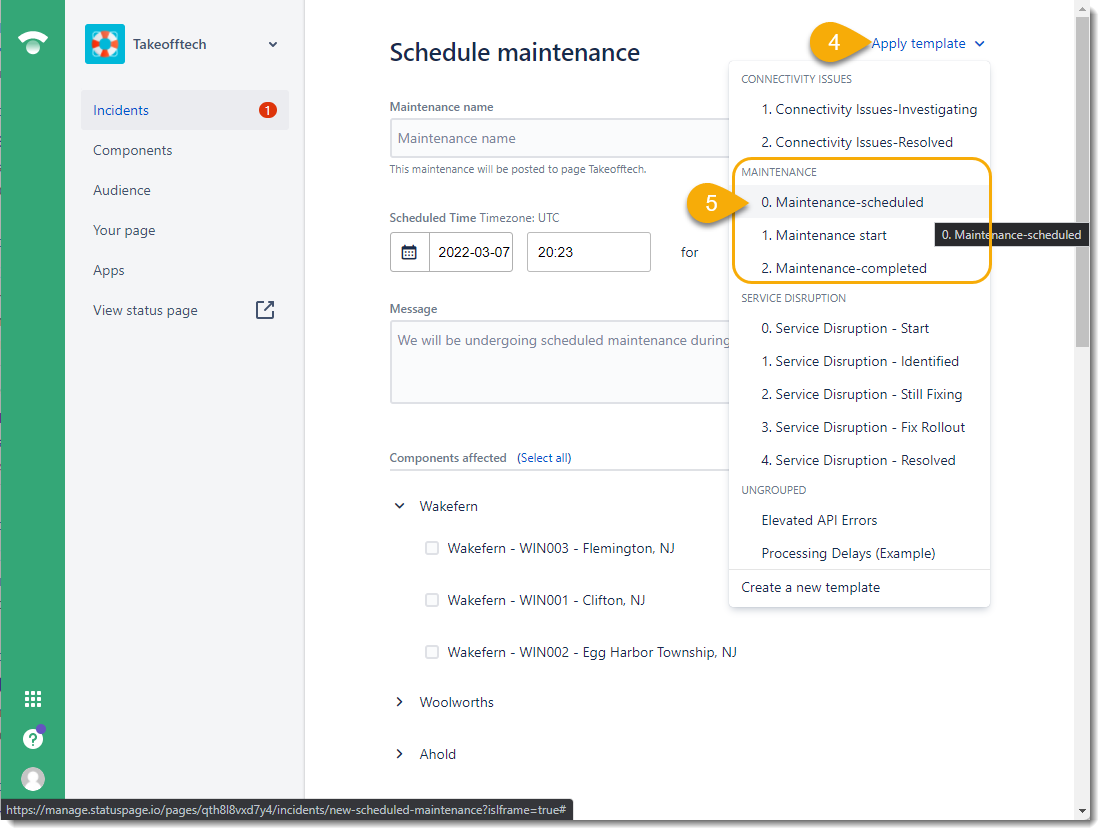 Takeofftech
Incidents
1
Components
Audience
Your page
Apps
View status page
Schedule maintenance
4
Apply template
Maintenance name
Maintenance name
This maintenance will be posted to page Takeofftech.
Scheduled Time Timezone: UTC
2022-03-07
20:23
for
Message
We will be undergoing scheduled maintenance during
Components affected (Select all)
Wakefern
Wakefern - WIN003 - Flemington, NJ
Wakefern - WIN001 - Clifton, NJ
Wakefern - WIN002 - Egg Harbor Township, NJ
Woolworths
Ahold
CONNECTIVITY ISSUES
1. Connectivity Issues-Investigating
2. Connectivity Issues-Resolved
MAINTENANCE
5
0. Maintenance-scheduled
1. Maintenance start
0. Maintenance-scheduled
2. Maintenance-completed
SERVICE DISRUPTION
0. Service Disruption - Start
1. Service Disruption - Identified
2. Service Disruption - Still Fixing
3. Service Disruption - Fix Rollout
4. Service Disruption - Resolved
UNGROUPED
Elevated API Errors
Processing Delays (Example)
Create a new template
?
https://manage.statuspage.io/pages/qth8l8vxd7y4/incidents/new-scheduled-maintenance?isIframe=true#